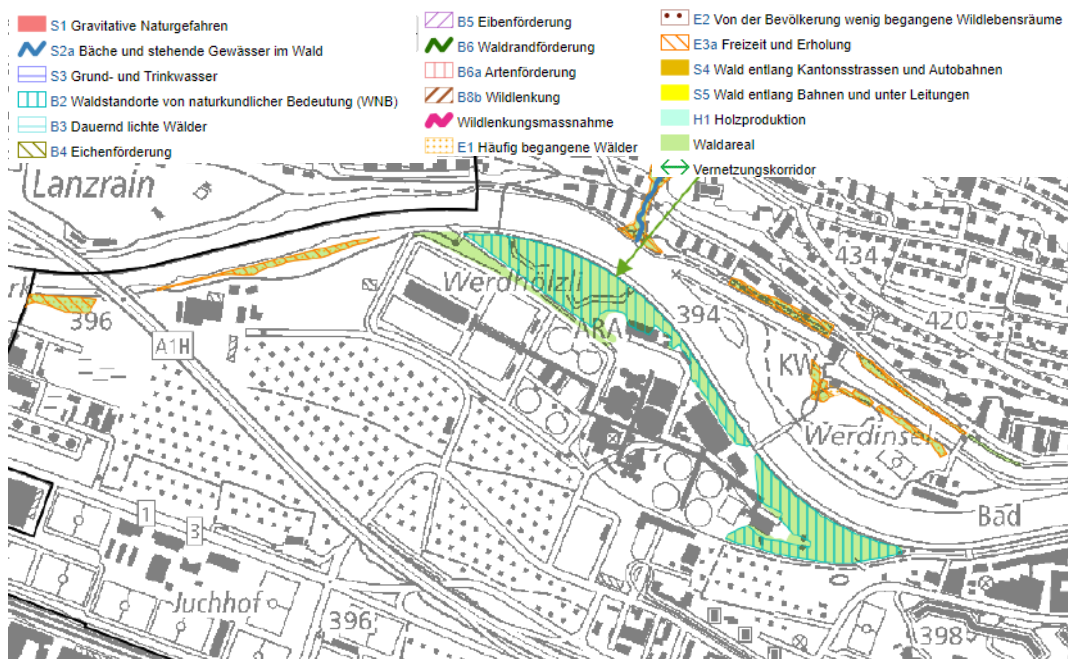 S1 Gravitative Naturgefahren
S2a Bäche und stehende Gewässer im Wald
S3 Grund- und Trinkwasser
B2 Waldstandorte von naturkundlicher Bedeutung (WNB)
B3 Dauernd lichte Wälder
B4 Eichenförderung
B5 Eibenförderung
B6 Waldrandförderung
B6a Artenförderung
B8b Wildlenkung
Wildlenkungsmassnahme
E1 Häufig begangene Wälder
E2 Von der Bevölkerung wenig begangene Wildlebensräume
E3a Freizeit und Erholung
S4 Wald entlang Kantonsstrassen und Autobahnen
S5 Wald entlang Bahnen und unter Leitungen
H1 Holzproduktion
Waldareal
Vernetzungskorridor
Lanzrain
434
Werdhölzli
rk
396
394
420
ARA
A1H
KW
Werdinsel
1
3
Bad
Juchhof
396
398